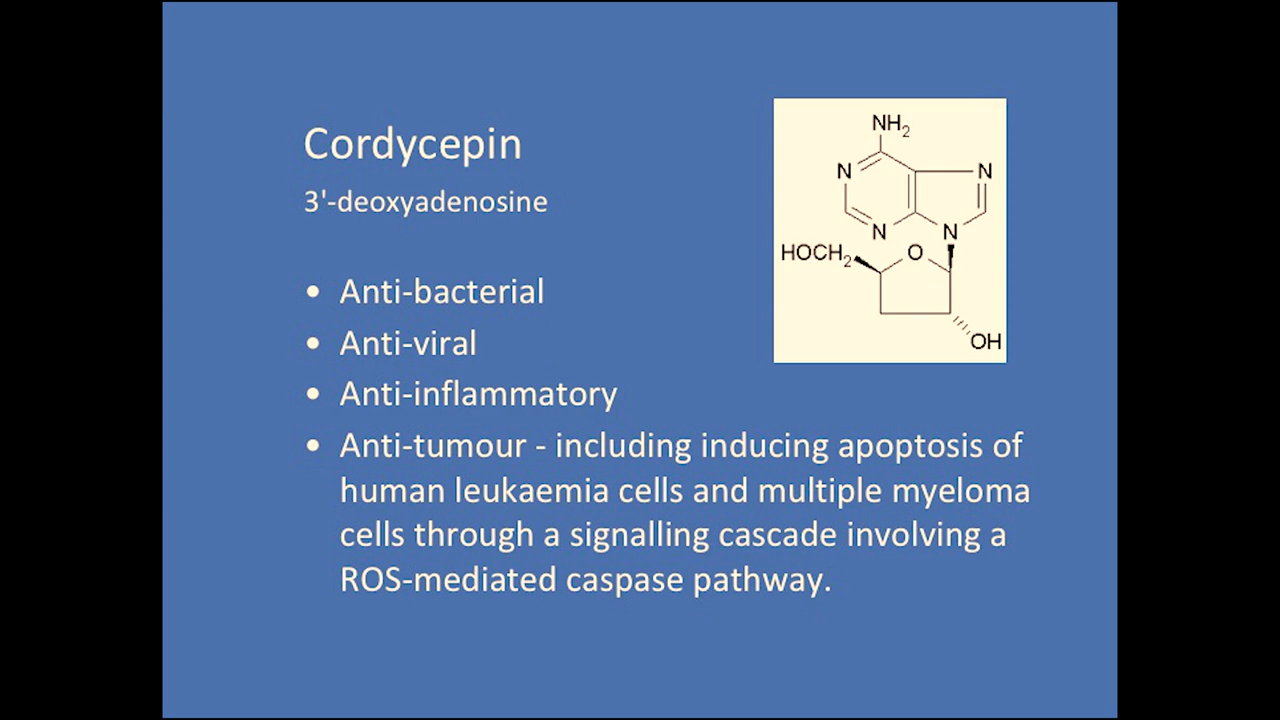 Cordycepin
3'-deoxyadenosine
• Anti-bacterial
• Anti-viral
• Anti-inflammatory
• Anti-tumour - including inducing apoptosis of
human leukaemia cells and multiple myeloma
cells through a signalling cascade involving a
ROS-mediated caspase pathway.
NH2
N N
N N
HOCH2 O
OH